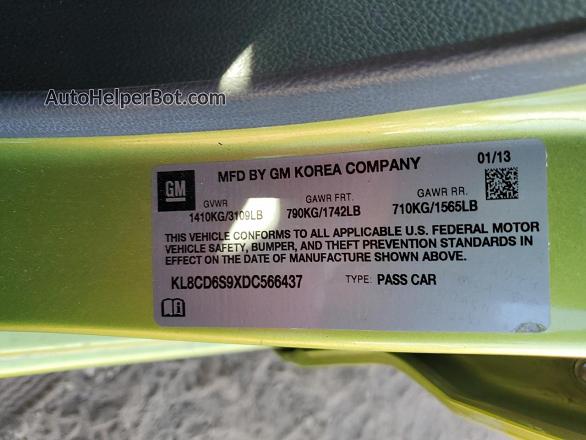 AutoHelperBot.com
GM
MFD BY GM KOREA COMPANY
01/13
GVWR
1410KG/3109LB
GAWR FRT.
790KG/1742LB
GAWR RR.
710KG/1565LB
THIS VEHICLE CONFORMS TO ALL APPLICABLE U.S. FEDERAL MOTOR
VEHICLE SAFETY, BUMPER, AND THEFT PREVENTION STANDARDS IN
EFFECT ON THE DATE OF MANUFACTURE SHOWN ABOVE.
KL8CD6S9XDC566437
TYPE: PASS CAR